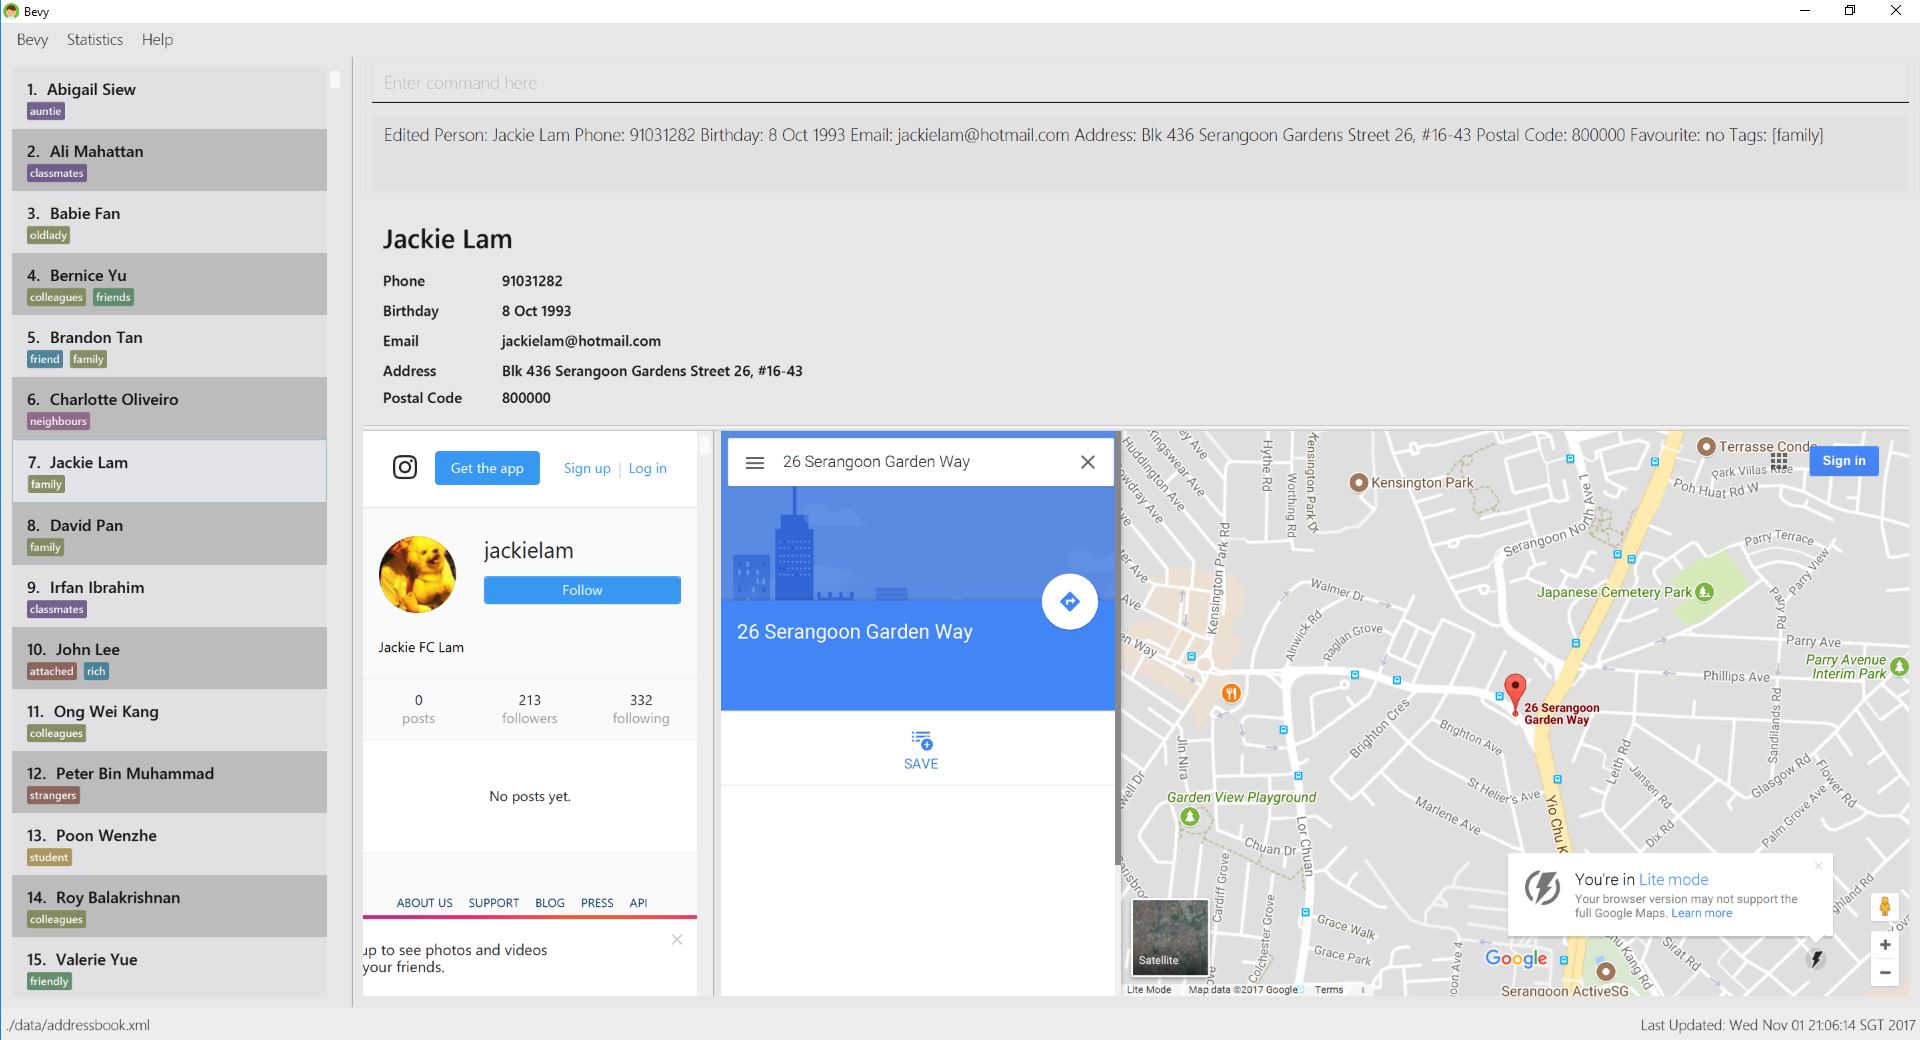 Bevy
Bevy Statistics Help
1. Abigail Siew
auntie
2. Ali Mahattan
classmates
3. Babie Fan
oldlady
4. Bernice Yu
colleagues friends
5. Brandon Tan
friend family
6. Charlotte Oliveiro
neighbours
7. Jackie Lam
family
8. David Pan
family
9. Irfan Ibrahim
classmates
10. John Lee
attached rich
11. Ong Wei Kang
colleagues
12. Peter Bin Muhammad
strangers
13. Poon Wenzhe
student
14. Roy Balakrishnan
colleagues
15. Valerie Yue
friendly
Enter command here
Edited Person: Jackie Lam Phone: 91031282 Birthday: 8 Oct 1993 Email: jackielam@hotmail.com Address: Blk 436 Serangoon Gardens Street 26, #16-43 Postal Code: 800000 Favourite: no Tags: [family]
Jackie Lam
Phone 91031282
Birthday 8 Oct 1993
Email jackielam@hotmail.com
Address Blk 436 Serangoon Gardens Street 26, #16-43
Postal Code 800000
Get the app Sign up | Log in
jackielam
Follow
Jackie FC Lam
0 213 332
posts followers following
No posts yet.
ABOUT US SUPPORT BLOG PRESS API
up to see photos and videos
your friends.
26 Serangoon Garden Way
26 Serangoon Garden Way
SAVE
Terrasse Condo
Sign in
Park Villas Rise
Poh Huat Rd W
Kensington Park
Kingswear Ave
Hythe Rd
Worthing Rd
Kensington Park Dr
Huddington Ave
Serangoon North Ave 1
Parry Terrace
Parry View
Japanese Cemetery Park
Kensington Park Rd
Walmer Dr
Alnwick Rd
Raglan Grove
Parry Rd
Parry Ave
Parry Avenue
Interim Park
Phillips Ave
Sandilands Rd
26 Serangoon
Garden Way
Brighton Cres
Brighton Ave
Jln Nira
Leith Rd
Jansen Rd
Glasgow Rd
Flower Rd
Palm Grove Ave
St Helier's Ave
Garden View Playground
Marlene Ave
Yio Chu K
Dix Rd
Lor Chuan
Chuan Dr
Cardiff Grove
Colchester Grove
Grace Walk
Grace Park
You're in Lite mode
Your browser version may not support the
full Google Maps. Learn more
Satellite
Google
Sirat Rd
Serangoon ActiveSG
Lite Mode Map data ©2017 Google Terms
./data/addressbook.xml
Last Updated: Wed Nov 01 21:06:14 SGT 2017